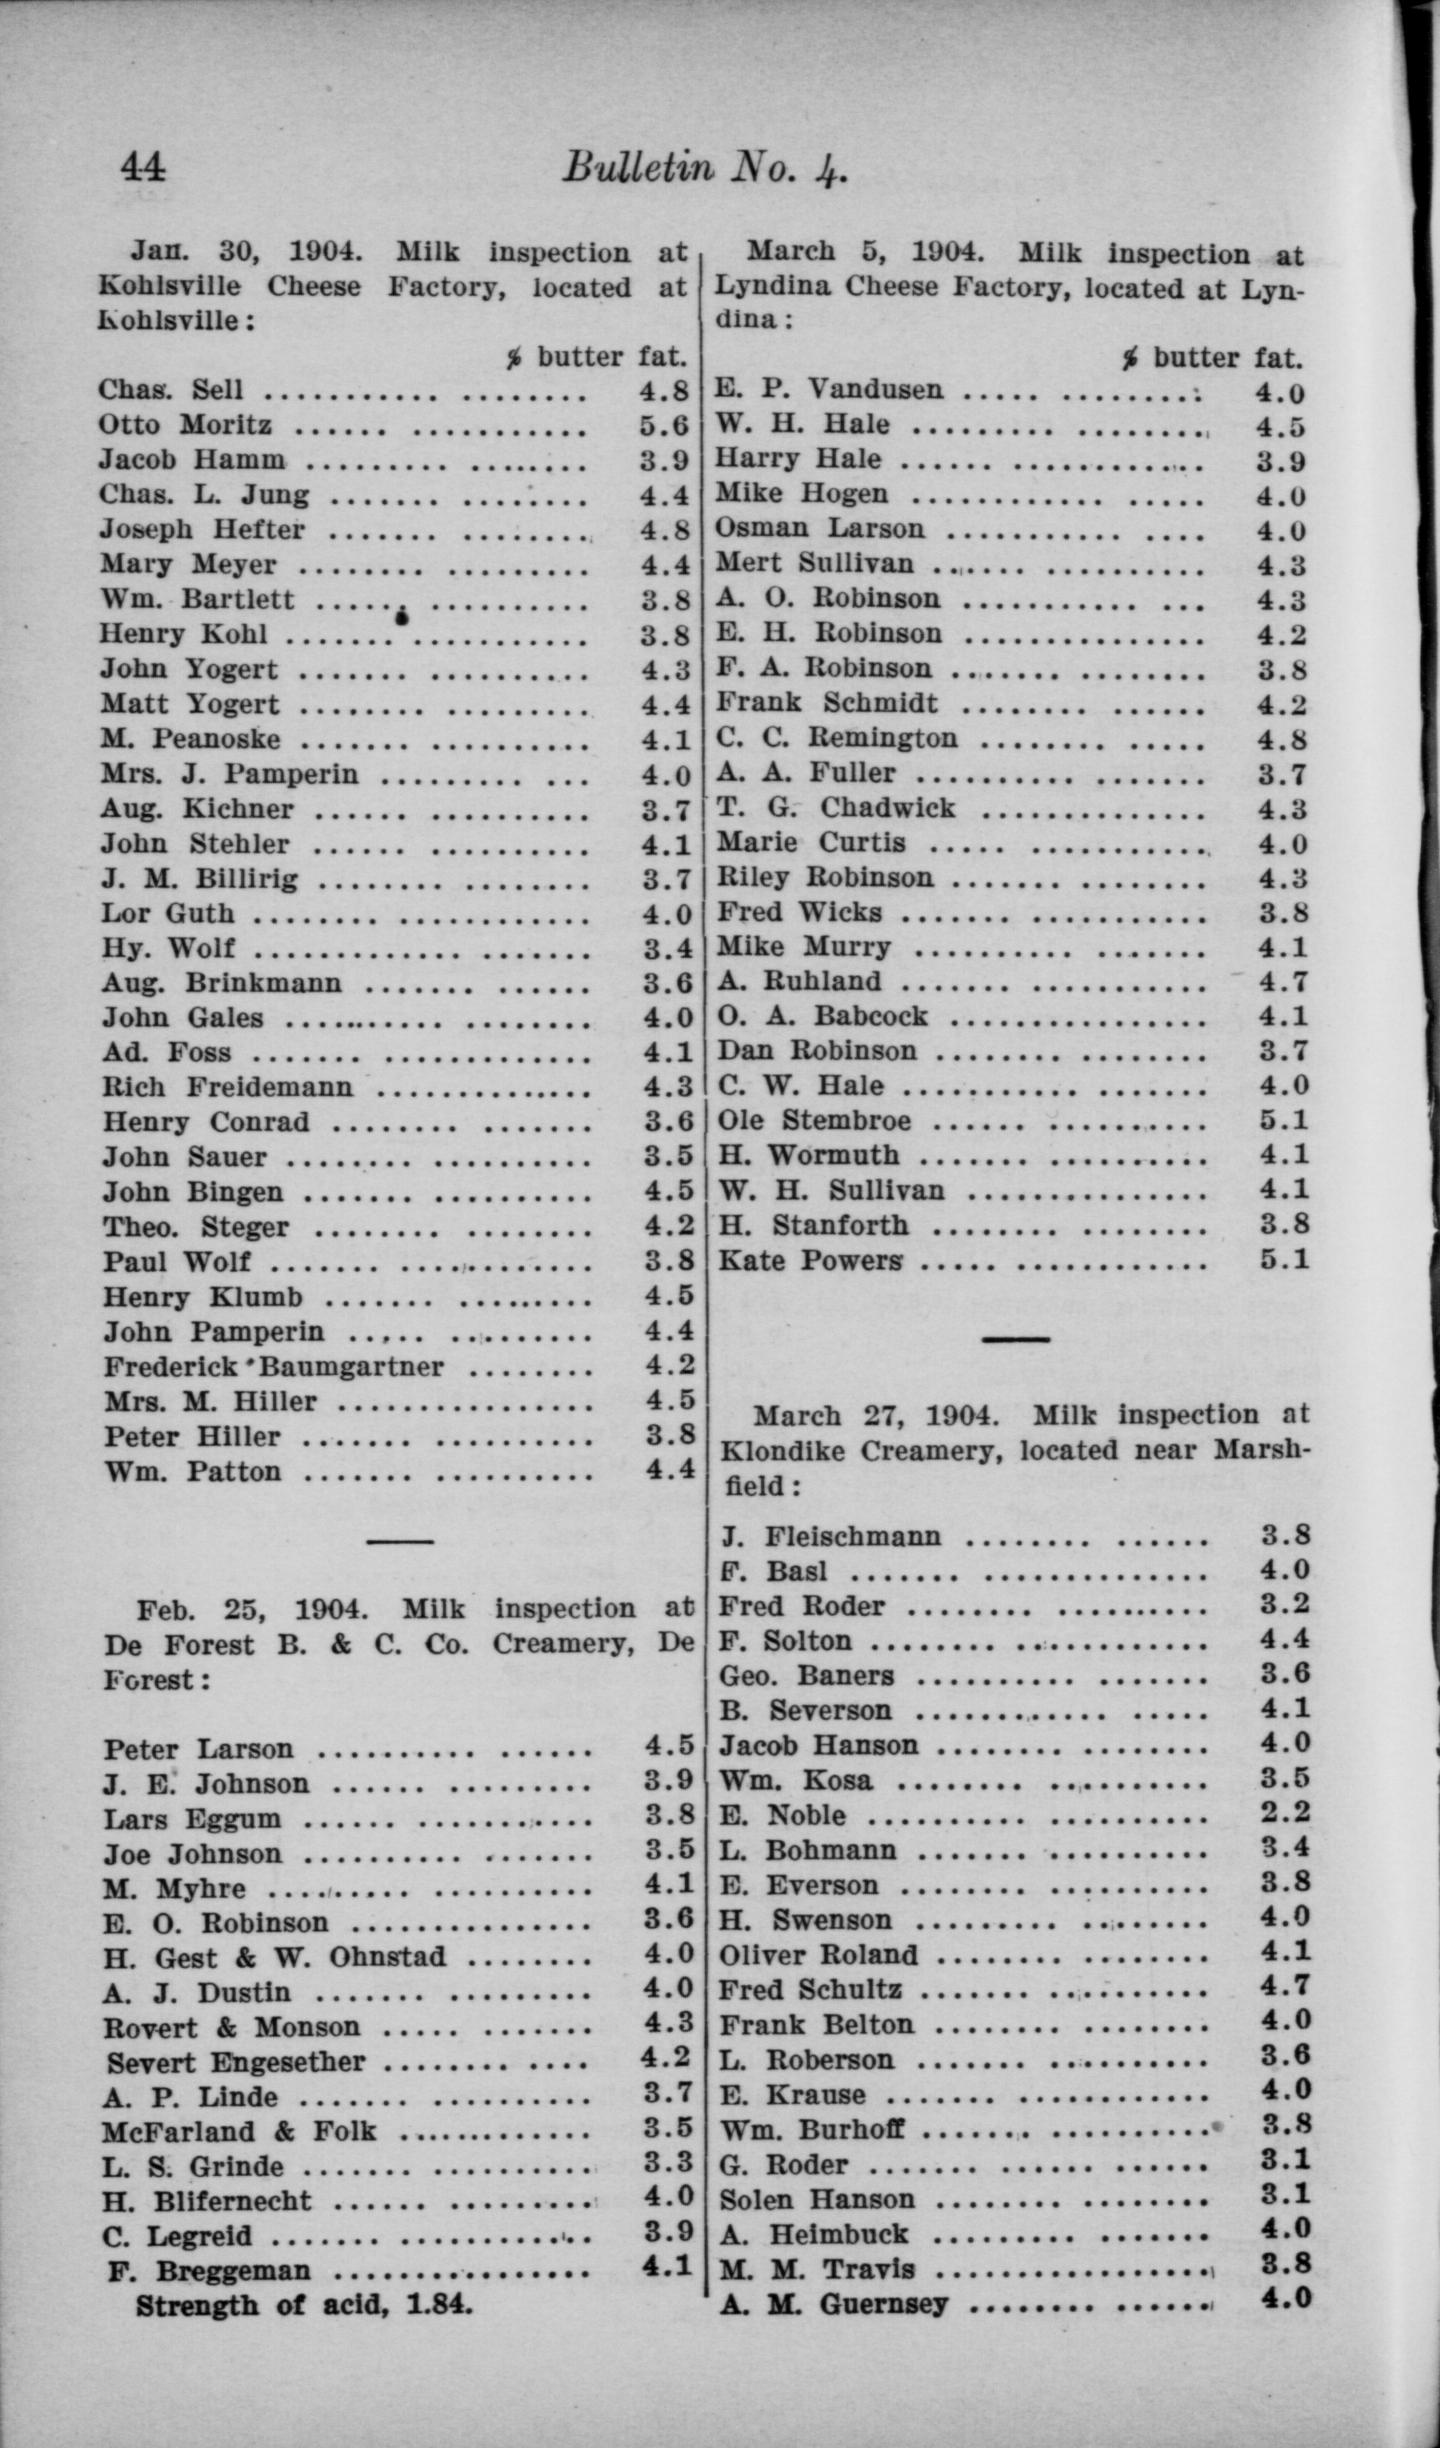 44
Bulletin No. 4.
Jan. 30, 1904. Milk inspection at
Kohlsville Cheese Factory, located at
Kohlsville:
% butter fat.
Chas. Sell ........... ........ 4.8
Otto Moritz ...... ........... 5.6
Jacob Hamm ......... ........ 3.9
Chas. L. Jung ....... ........ 4.4
Joseph Hefter ....... ........ 4.8
Mary Meyer ........ ......... 4.4
Wm. Bartlett ...... .......... 3.8
Henry Kohl ....... ........... 3.8
John Yogert ........ .......... 4.3
Matt Yogert ........ ......... 4.4
M. Peanoske ....... .......... 4.1
Mrs. J. Pamperin ......... ... 4.0
Aug. Kichner ...... .......... 3.7
John Stehler ...... .......... 4.1
J. M. Billirig ........ ........ 3.7
Lor Guth ........ ............ 4.0
Hy. Wolf ............. ....... 3.4
Aug. Brinkmann ....... ...... 3.6
John Gales .......... ........ 4.0
Ad. Foss ....... ............. 4.1
Rich Freidemann .............. 4.3
Henry Conrad ........ ....... 3.6
John Sauer ........ .......... 3.5
John Bingen ....... .......... 4.5
Theo. Steger ........ ........ 4.2
Paul Wolf ....... ............ 3.8
Henry Klumb ....... ......... 4.5
John Pamperin ..... ......... 4.4
Frederick Baumgartner ........ 4.2
Mrs. M. Hiller ................ 4.5
Peter Hiller ....... .......... 3.8
Wm. Patton ....... .......... 4.4
Feb. 25, 1904. Milk inspection at
De Forest B. & C. Co. Creamery, De
Forest:
Peter Larson .......... ...... 4.5
J. E. Johnson ...... ......... 3.9
Lars Eggum ...... ........... 3.8
Joe Johnson .......... ....... 3.5
M. Myhre ......... .......... 4.1
E. O. Robinson ............... 3.6
H. Gest & W. Ohnstad ........ 4.0
A. J. Dustin ....... ......... 4.0
Rovert & Monson ..... ....... 4.3
Severt Engesether ........ .... 4.2
A. P. Linde ....... .......... 3.7
McFarland & Folk ............ 3.5
L. S. Grinde ....... .......... 3.3
H. Blifernecht ...... ......... 4.0
C. Legreid ....... ............ 3.9
F. Breggeman ................ 4.1
Strength of acid, 1.84.
March 5, 1904. Milk inspection at
Lyndina Cheese Factory, located at Lyn-
dina:
% butter fat.
E. P. Vandusen ..... ......... 4.0
W. H. Hale ......... ........ 4.5
Harry Hale ...... ............ 3.9
Mike Hogen ............ ..... 4.0
Osman Larson ........... .... 4.0
Mert Sullivan ...... .......... 4.3
A. O. Robinson ........... ... 4.3
E. H. Robinson ............... 4.2
F. A. Robinson ....... ........ 3.8
Frank Schmidt ........ ...... 4.2
C. C. Remington ........ ..... 4.8
A. A. Fuller .......... ....... 3.7
T. G. Chadwick .............. 4.3
Marie Curtis ..... ........... 4.0
Riley Robinson ....... ........ 4.3
Fred Wicks ....... ........... 3.8
Mike Murry .......... ....... 4.1
A. Ruhland ....... ........... 4.7
O. A. Babcock ................ 4.1
Dan Robinson ........ ........ 3.7
C. W. Hale ........... ....... 4.0
Ole Stembroe ...... .......... 5.1
H. Wormuth ....... .......... 4.1
W. H. Sullivan ............... 4.1
H. Stanforth ........ ........ 3.8
Kate Powers ..... ............ 5.1
March 27, 1904. Milk inspection at
Klondike Creamery, located near Marsh-
field:
J. Fleischmann ........ ...... 3.8
F. Basl ....... .............. 4.0
Fred Roder ........ .......... 3.2
F. Solton ........ ............ 4.4
Geo. Baners .......... ....... 3.6
B. Severson ............ ..... 4.1
Jacob Hanson ........ ........ 4.0
Wm. Kosa ........ .......... 3.5
E. Noble .......... .......... 2.2
L. Bohmann ....... .......... 3.4
E. Everson ........ .......... 3.8
H. Swenson ......... ........ 4.0
Oliver Roland ........ ........ 4.1
Fred Schultz ....... .......... 4.7
Frank Belton ........ ........ 4.0
L. Roberson ....... .......... 3.6
E. Krause ....... ............ 4.0
Wm. Burhoff ....... .......... 3.8
G. Roder ....... ...... ...... 3.1
Solen Hanson ........ ........ 3.1
A. Heimbuck .......... ....... 4.0
M. M. Travis ................. 3.8
A. M. Guernsey ........ ...... 4.0